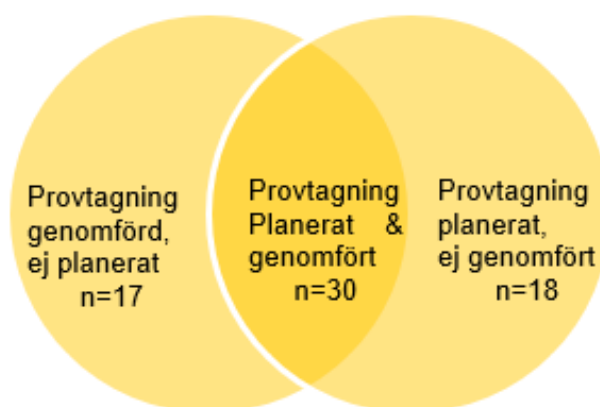 Provtagning
genomförd,
ej planerat
n=17
Provtagning
Planerat &
genomfört
n=30
Provtagning
planerat,
ej genomfört
n=18